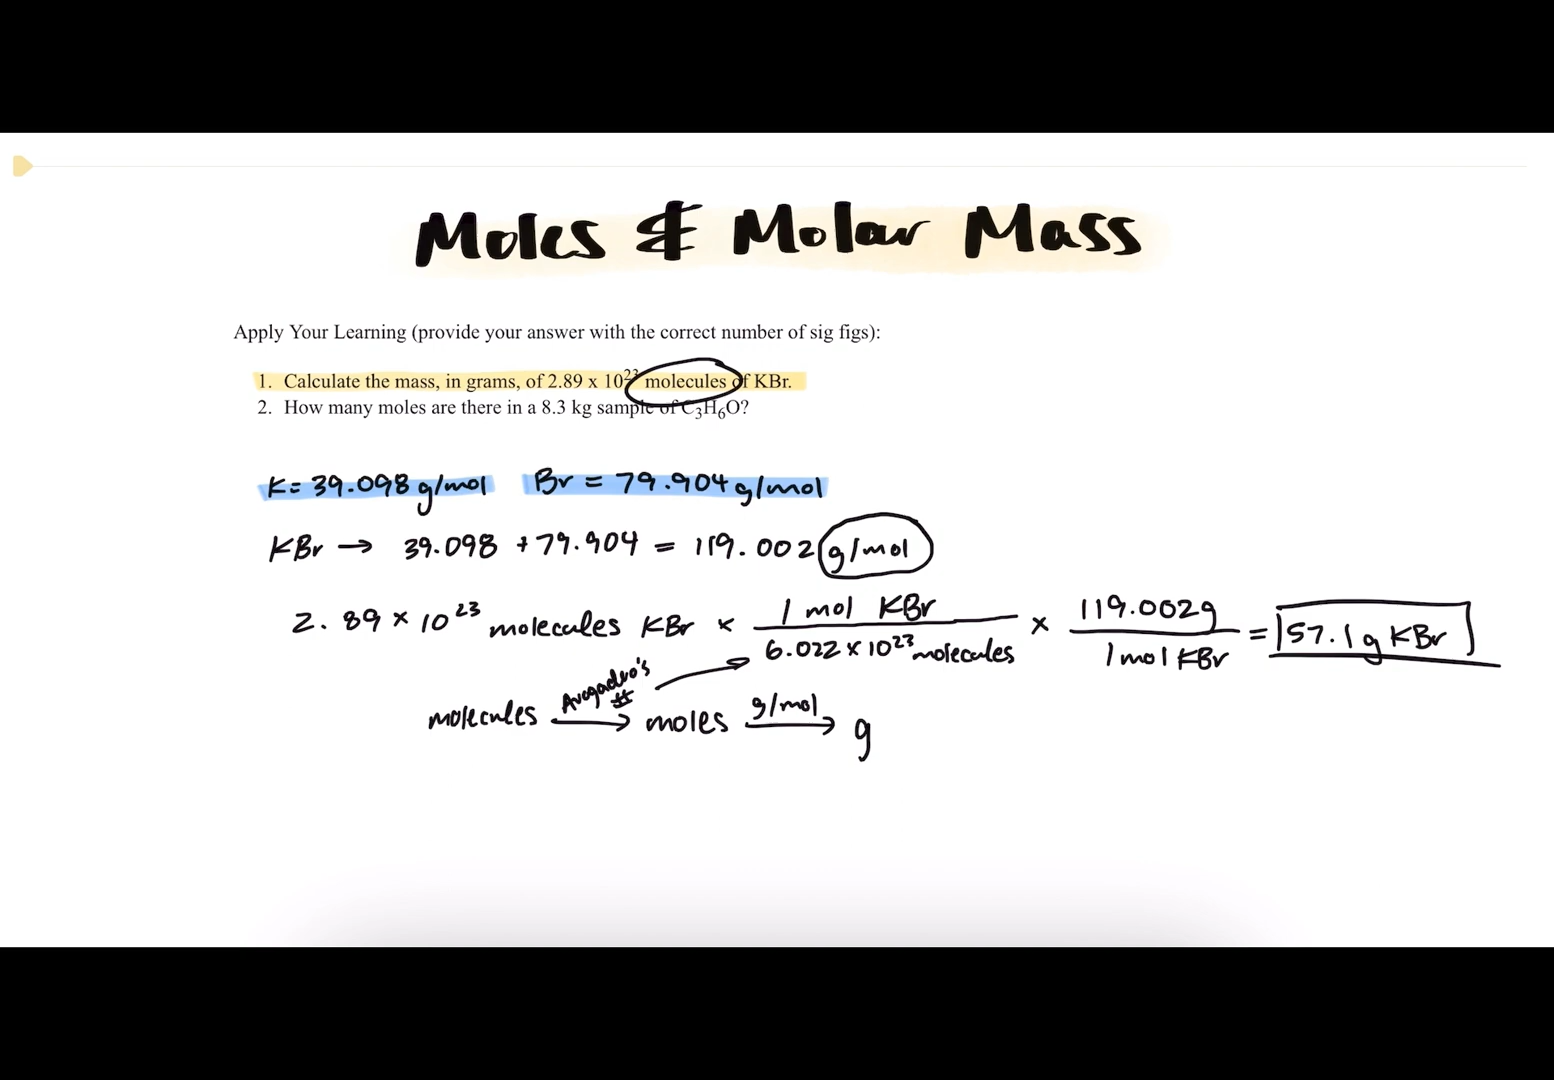 Moles & Molar Mass
Apply Your Learning (provide your answer with the correct number of sig figs):
1. Calculate the mass, in grams, of 2.89 x 10²³ molecules of KBr.
2. How many moles are there in a 8.3 kg sample of C₃H₆O?
K = 39.098 g/mol Br = 79.904 g/mol
KBr → 39.098 + 79.904 = 119.002 g/mol
2.89 × 10²³ molecules KBr × 1 mol KBr / 6.022 × 10²³ molecules × 119.002g / 1 mol KBr = 57.1 g KBr
molecules Avogadro's # → moles g/mol → g